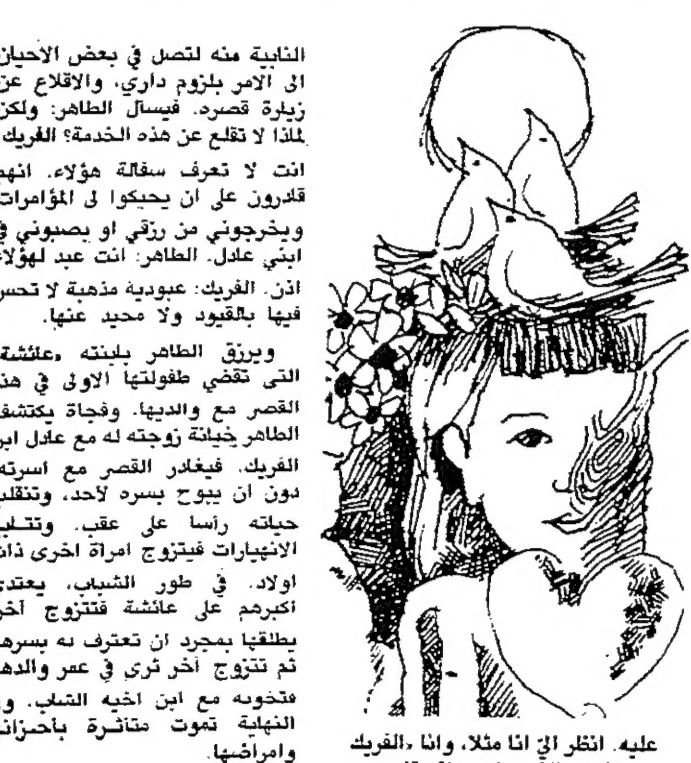 عليه. انظر اليّ انا مثلا، وانا «الفريك
النابية منه لتصل في بعض الأحيان
الى الامر بلزوم داري، والاقلاع عن
زيارة قصره. فيسأل الطاهر: ولكن
لماذا لا تقلع عن هذه الخدمة؟ الفريك
انت لا تعرف سفالة هؤلاء. انهم
قادرون على ان يحيكوا لي المؤامرات
ويخرجوني من رزقي او يصيبوني في
ابني عادل. الطاهر: انت عبد لهؤلاء
اذن. الفريك: عبودية مذهبة لا تحس
فيها بالقيود ولا محيد عنها.
ويرزق الطاهر بابنته «عائشة
التي تقضي طفولتها الاولى في هذ
القصر مع والديها. وفجأة يكتشف
الطاهر خيانة زوجته له مع عادل ابن
الفريك. فيغادر القصر مع اسرته
دون ان يبوح بسره لأحد، وتنقلب
حياته رأسا على عقب. وتتـابـ
الانهيارات فيتزوج امرأة اخرى ذات
اولاد. في طور الشباب، يعتدي
اكبرهم على عائشة فتتزوج آخر
يطلقها بمجرد ان تعترف له بسرها
ثم تتزوج آخر ثري في عمر والدها
فتخونه مع ابن اخيه الشاب. وفي
النهاية تموت متأثـرة بأحـزانـ
وامراضها.